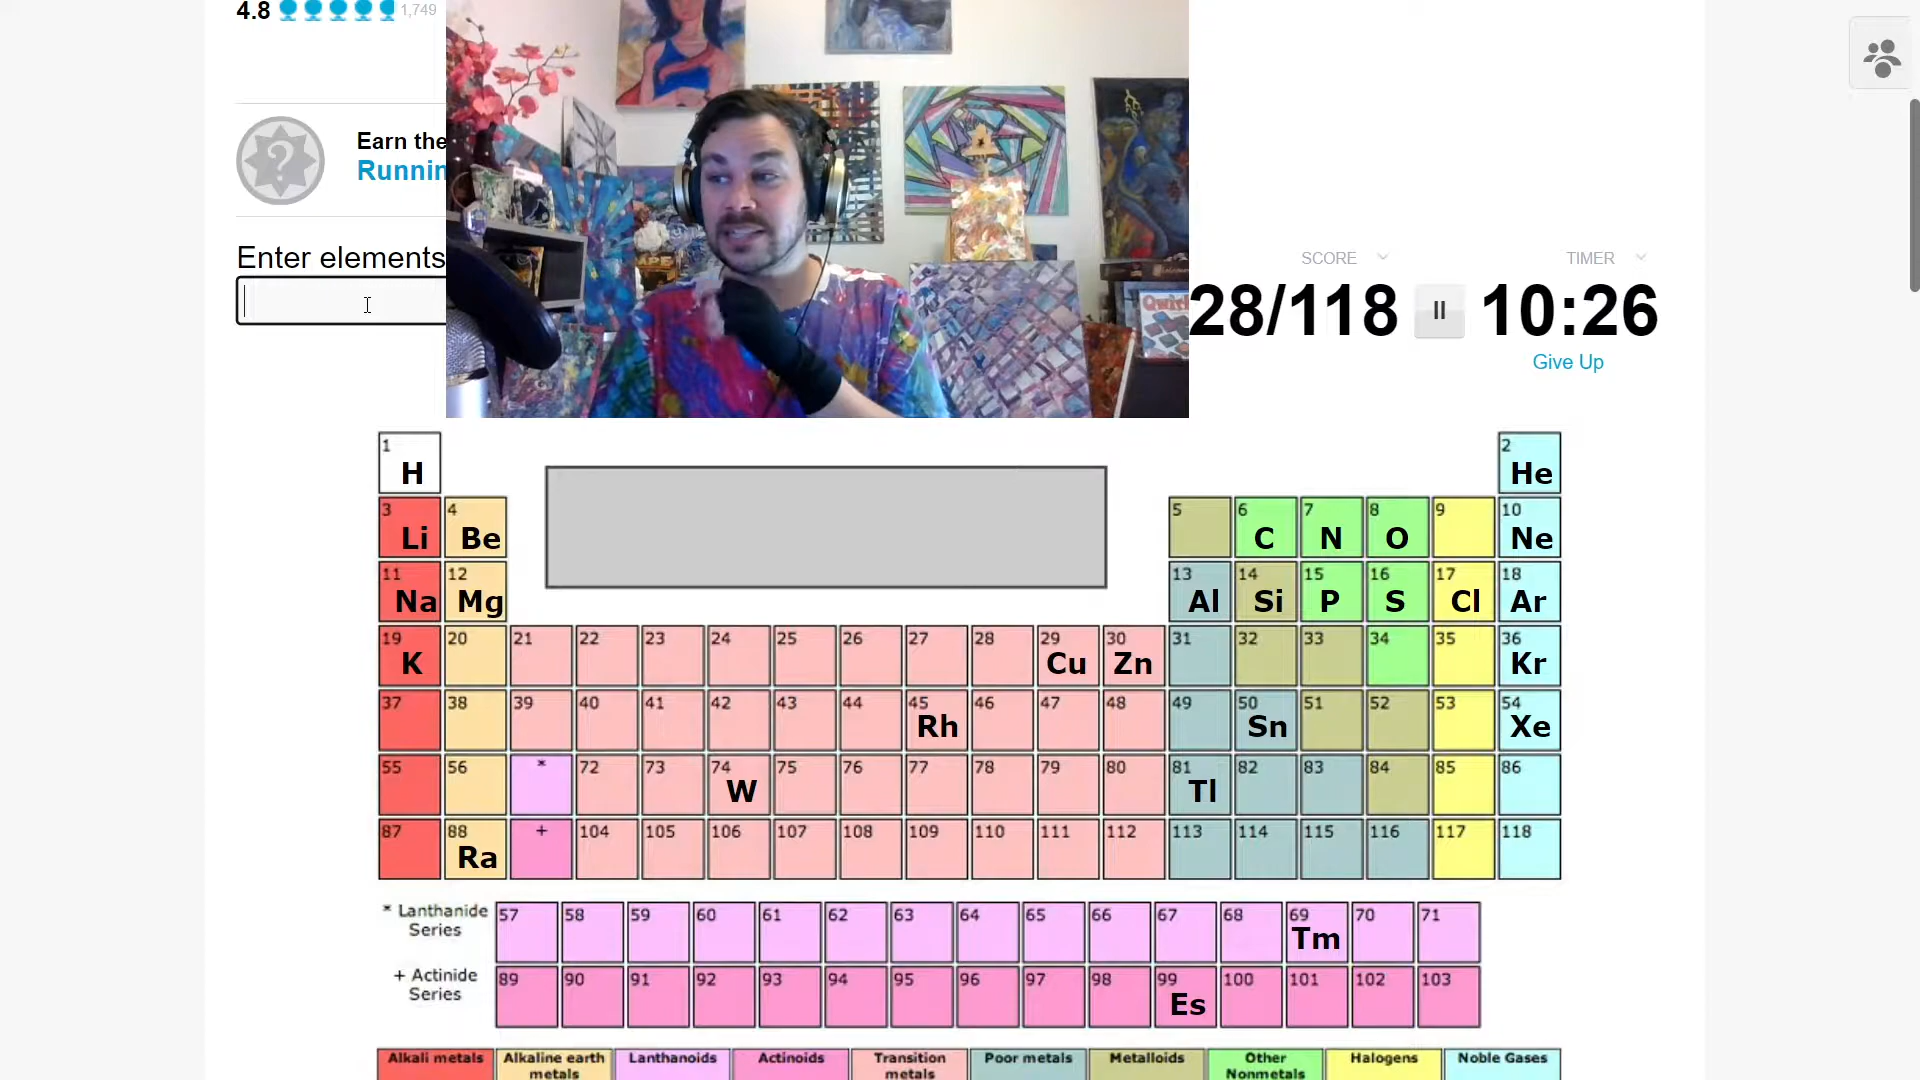 4.8 1,749
Earn the
Runnin
Enter elements
SCORE TIMER
28/118 10:26
Give Up
1 H 2 He
3 Li 4 Be 5 6 C 7 N 8 O 9 10 Ne
11 Na 12 Mg 13 Al 14 Si 15 P 16 S 17 Cl 18 Ar
19 K 20 21 22 23 24 25 26 27 28 29 Cu 30 Zn 31 32 33 34 35 36 Kr
37 38 39 40 41 42 43 44 45 Rh 46 47 48 49 50 Sn 51 52 53 54 Xe
55 56 * 72 73 74 W 75 76 77 78 79 80 81 Tl 82 83 84 85 86
87 88 Ra + 104 105 106 107 108 109 110 111 112 113 114 115 116 117 118
* Lanthanide Series 57 58 59 60 61 62 63 64 65 66 67 68 69 Tm 70 71
+ Actinide Series 89 90 91 92 93 94 95 96 97 98 99 Es 100 101 102 103
Alkali metals Alkaline earth metals Lanthanoids Actinoids Transition metals Poor metals Metalloids Other Nonmetals Halogens Noble Gases